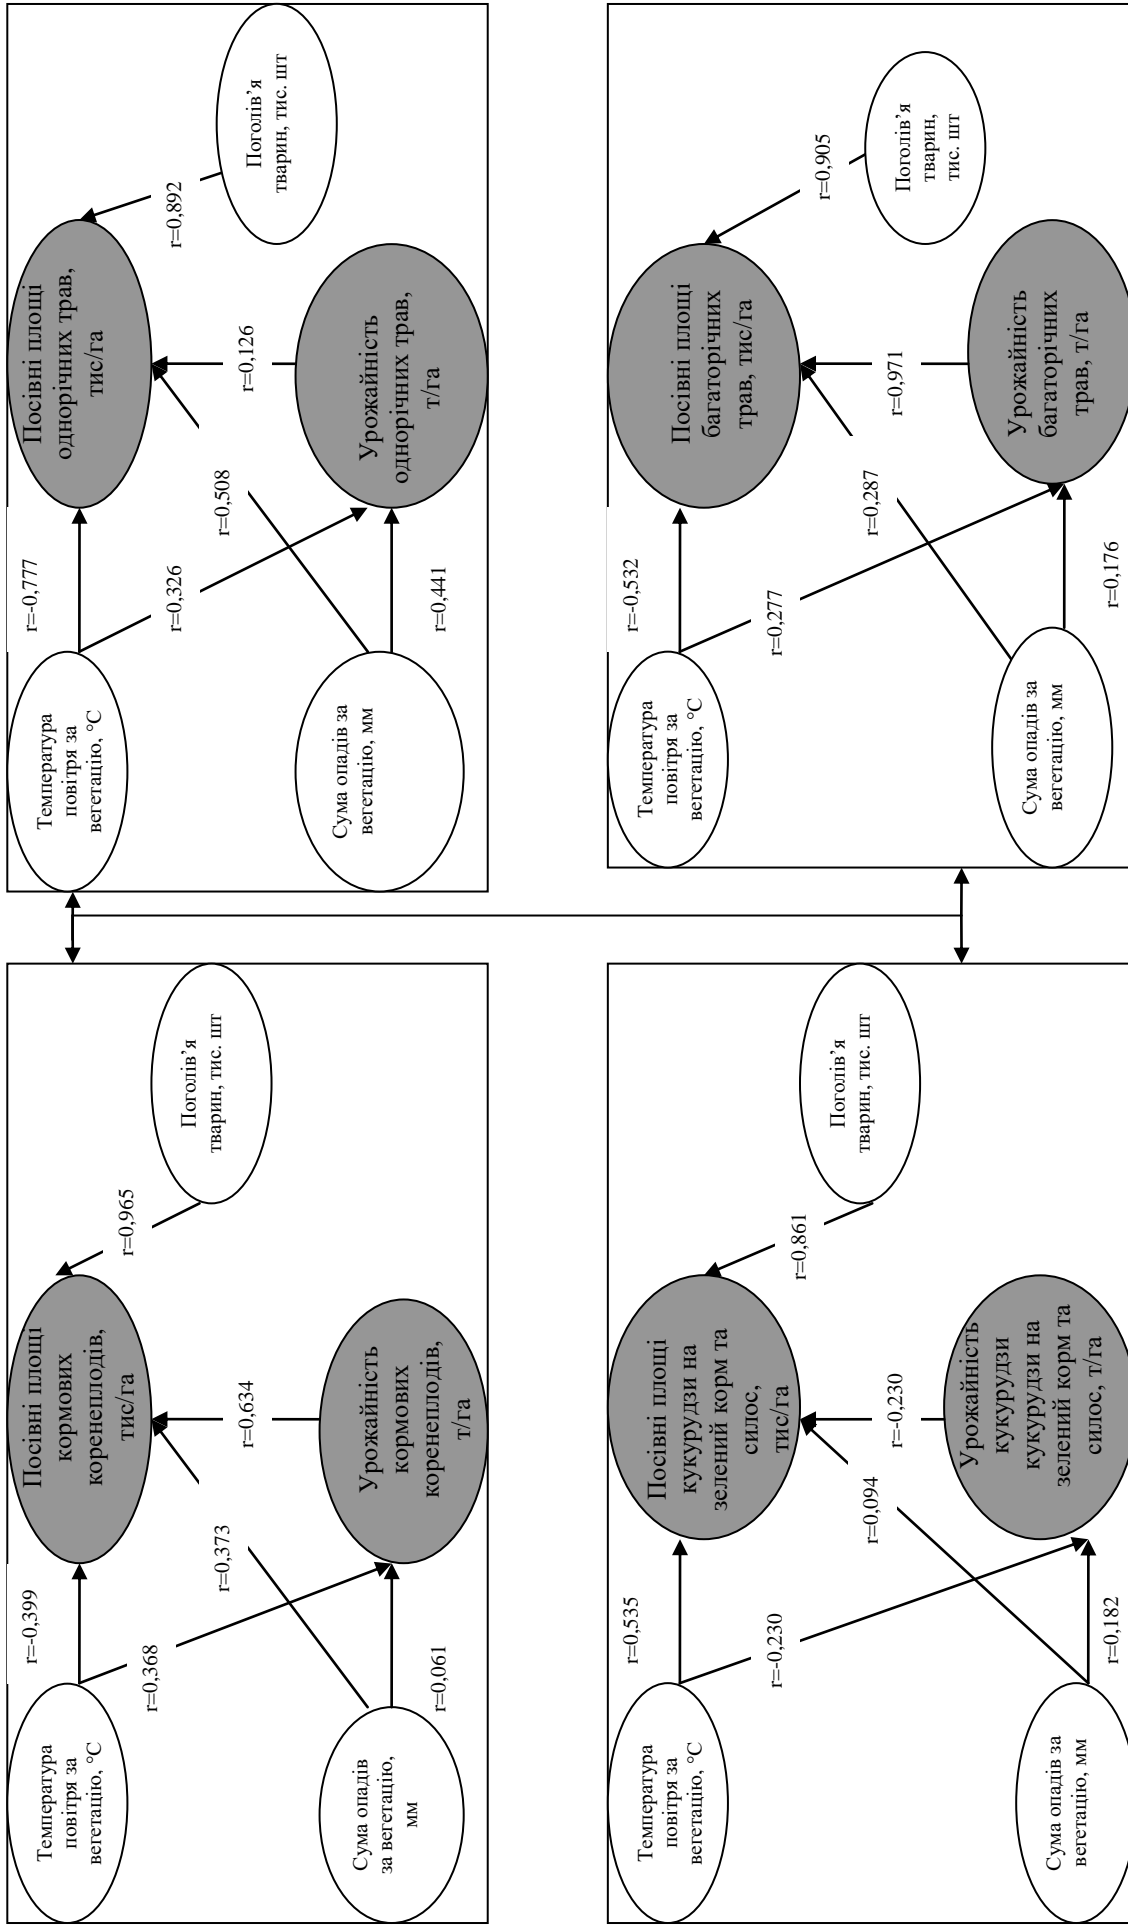 Температура
повітря за
вегетацію, °С
r=-0,399
Посівні площі
кормових
коренеплодів,
тис/га
r=0,965
Поголів’я
тварин, тис. шт
r=0,368
r=0,373
r=0,634
Сума опадів
за вегетацію,
мм
r=0,061
Урожайність
кормових
коренеплодів,
т/га
Температура
повітря за
вегетацію, °С
r=-0,777
Посівні площі
однорічних трав,
тис/га
r=0,892
Поголів’я
тварин, тис. шт
r=0,326
r=0,508
r=0,126
Сума опадів за
вегетацію, мм
r=0,441
Урожайність
однорічних трав,
т/га
Температура
повітря за
вегетацію, °С
r=0,535
Посівні площі
кукурудзи на
зелений корм та
силос,
тис/га
r=0,861
Поголів’я
тварин, тис. шт
r=-0,230
r=0,094
r=-0,230
Сума опадів за
вегетацію, мм
r=0,182
Урожайність
кукурудзи
кукурудзи на
зелений корм та
силос, т/га
Температура
повітря за
вегетацію, °С
r=-0,532
Посівні площі
багаторічних
трав, тис/га
r=0,905
Поголів’я
тварин,
тис. шт
r=0,277
r=0,287
r=0,971
Сума опадів за
вегетацію, мм
r=0,176
Урожайність
багаторічних
трав, т/га